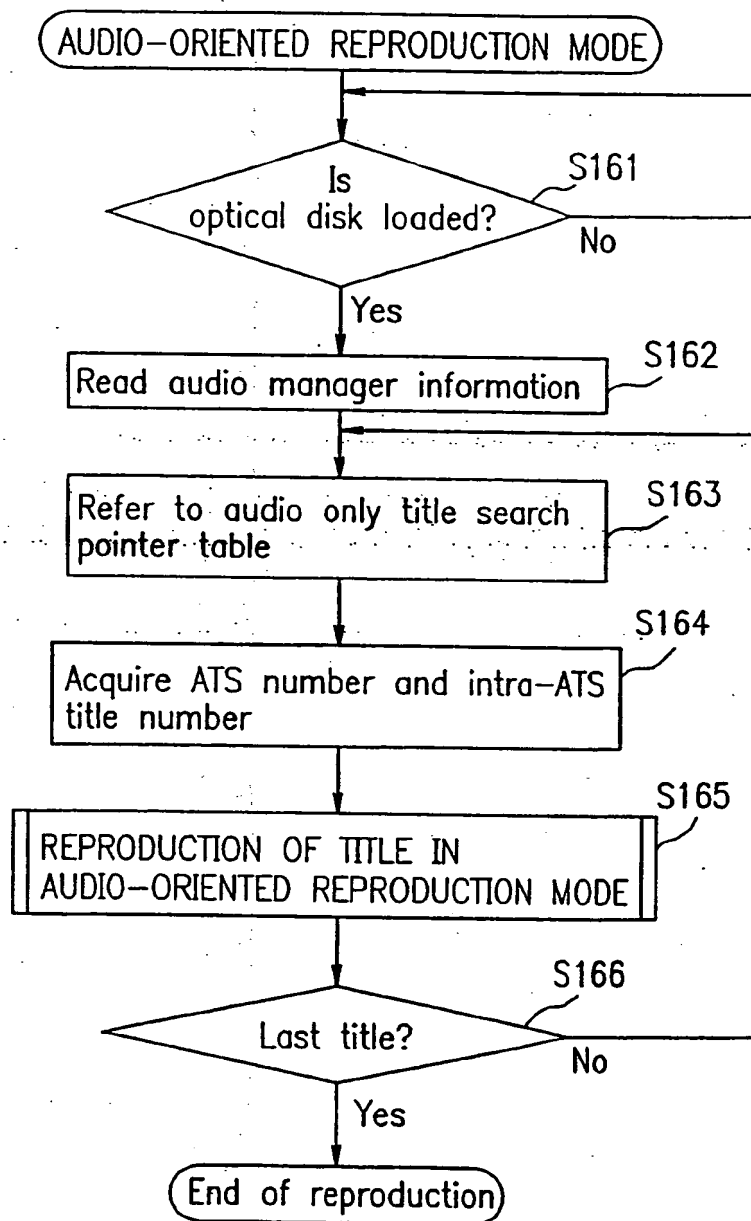 AUDIO-ORIENTED REPRODUCTION MODE
Is
optical disk loaded?
S161
No
Yes
S162
Read audio manager information
S163
Refer to audio only title search
pointer table
S164
Acquire ATS number and intra-ATS
title number
S165
REPRODUCTION OF TITLE IN
AUDIO-ORIENTED REPRODUCTION MODE
S166
Last title?
No
Yes
End of reproduction